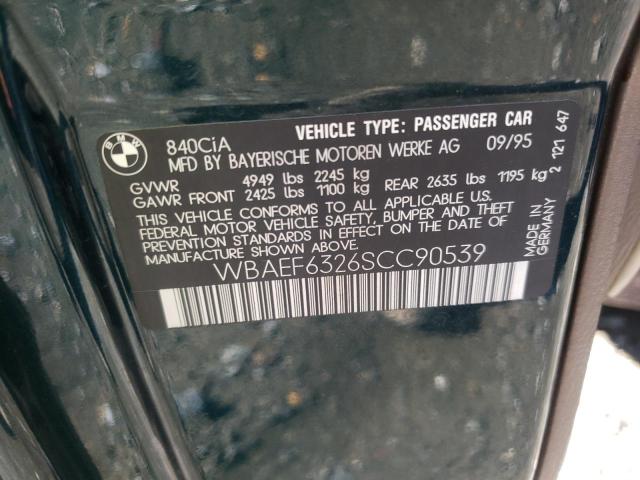 BMW
840CiA
VEHICLE TYPE: PASSENGER CAR
MFD BY BAYERISCHE MOTOREN WERKE AG 09/95
GVWR 4949 lbs 2245 kg
GAWR FRONT 2425 lbs 1100 kg REAR 2635 lbs 1195 kg
THIS VEHICLE CONFORMS TO ALL APPLICABLE U.S.
FEDERAL MOTOR VEHICLE SAFETY, BUMPER AND THEFT
PREVENTION STANDARDS IN EFFECT ON THE DATE OF
MANUFACTURE SHOWN ABOVE.
WBAEF6326SCC90539
MADE IN
GERMANY
2 121 647